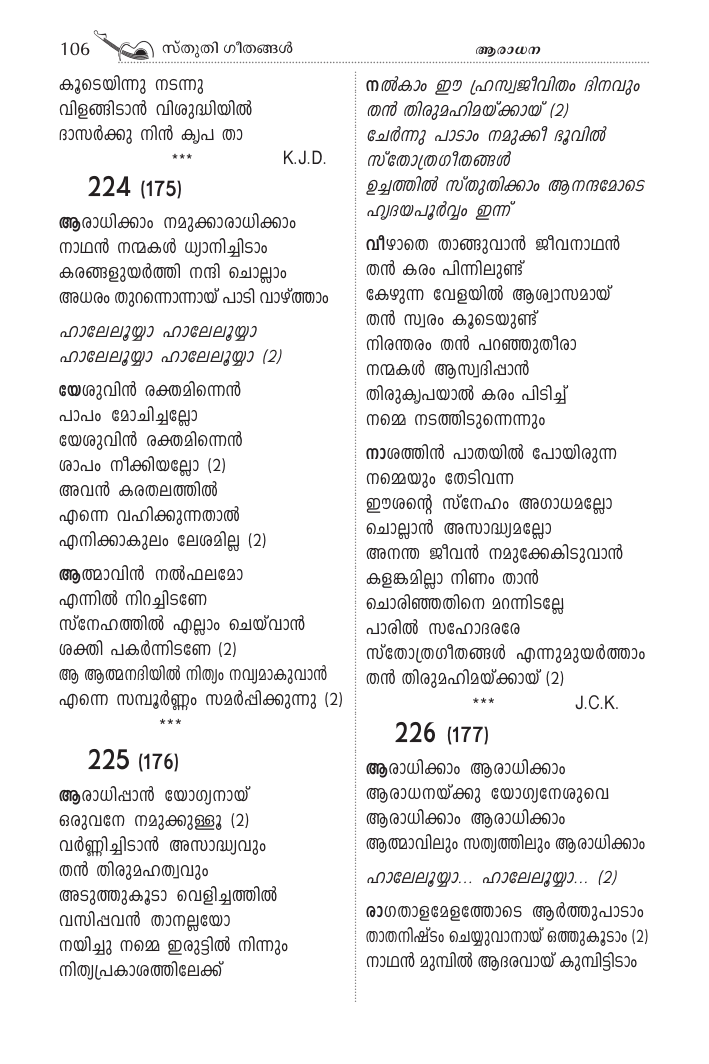 106 സ്തുതി ഗീതങ്ങൾ ആരാധന
കൂടെയിന്നു നടന്നു
വിളങ്ങിടാൻ വിശുദ്ധിയിൽ
ദാസർക്കു നിൻ കൃപ താ
*** K.J.D.
224 (175)
ആരാധിക്കാം നമുക്കാരാധിക്കാം
നാഥൻ നന്മകൾ ധ്യാനിച്ചിടാം
കരങ്ങളുയർത്തി നന്ദി ചൊല്ലാം
അധരം തുറന്നൊന്നായ് പാടി വാഴ്ത്താം
ഹാലേലൂയ്യാ ഹാലേലൂയ്യാ
ഹാലേലൂയ്യാ ഹാലേലൂയ്യാ (2)
യേശുവിൻ രക്തമിന്നെൻ
പാപം മോചിച്ചല്ലോ
യേശുവിൻ രക്തമിന്നെൻ
ശാപം നീക്കിയല്ലോ (2)
അവൻ കരതലത്തിൽ
എന്നെ വഹിക്കുന്നതാൽ
എനിക്കാകുലം ലേശമില്ല (2)
ആത്മാവിൻ നൽഫലമോ
എന്നിൽ നിറച്ചിടണേ
സ്നേഹത്തിൽ എല്ലാം ചെയ്‌വാൻ
ശക്തി പകർന്നിടണേ (2)
ആ ആത്മനദിയിൽ നിത്യം നവ്യമാകുവാൻ
എന്നെ സമ്പൂർണ്ണം സമർപ്പിക്കുന്നു (2)
***
225 (176)
ആരാധിപ്പാൻ യോഗ്യനായ്
ഒരുവനേ നമുക്കുള്ളൂ (2)
വർണ്ണിച്ചിടാൻ അസാദ്ധ്യവും
തൻ തിരുമഹത്വവും
അടുത്തുകൂടാ വെളിച്ചത്തിൽ
വസിപ്പവൻ താനല്ലയോ
നയിച്ചു നമ്മെ ഇരുട്ടിൽ നിന്നും
നിത്യപ്രകാശത്തിലേക്ക്
നൽകാം ഈ ഹ്രസ്വജീവിതം ദിനവും
തൻ തിരുമഹിമയ്ക്കായ് (2)
ചേർന്നു പാടാം നമുക്കീ ഭൂവിൽ
സ്തോത്രഗീതങ്ങൾ
ഉച്ചത്തിൽ സ്തുതിക്കാം ആനന്ദമോടെ
ഹൃദയപൂർവ്വം ഇന്ന്
വീഴാതെ താങ്ങുവാൻ ജീവനാഥൻ
തൻ കരം പിന്നിലുണ്ട്
കേഴുന്ന വേളയിൽ ആശ്വാസമായ്
തൻ സ്വരം കൂടെയുണ്ട്
നിരന്തരം തൻ പറഞ്ഞുതീരാ
നന്മകൾ ആസ്വദിപ്പാൻ
തിരുകൃപയാൽ കരം പിടിച്ച്
നമ്മെ നടത്തിടുന്നെന്നും
നാശത്തിൻ പാതയിൽ പോയിരുന്ന
നമ്മെയും തേടിവന്ന
ഈശന്റെ സ്നേഹം അഗാധമല്ലോ
ചൊല്ലാൻ അസാദ്ധ്യമല്ലോ
അനന്ത ജീവൻ നമുക്കേകിടുവാൻ
കളങ്കമില്ലാ നിണം താൻ
ചൊരിഞ്ഞതിനെ മറന്നിടല്ലേ
പാരിൽ സഹോദരരേ
സ്തോത്രഗീതങ്ങൾ എന്നുമുയർത്താം
തൻ തിരുമഹിമയ്ക്കായ് (2)
*** J.C.K.
226 (177)
ആരാധിക്കാം ആരാധിക്കാം
ആരാധനയ്ക്കു യോഗ്യനേശുവെ
ആരാധിക്കാം ആരാധിക്കാം
ആത്മാവിലും സത്യത്തിലും ആരാധിക്കാം
ഹാലേലൂയ്യാ... ഹാലേലൂയ്യാ... (2)
രാഗതാളമേളത്തോടെ ആർത്തുപാടാം
താതനിഷ്ടം ചെയ്യുവാനായ് ഒത്തുകൂടാം (2)
നാഥൻ മുമ്പിൽ ആദരവായ് കുമ്പിട്ടിടാം